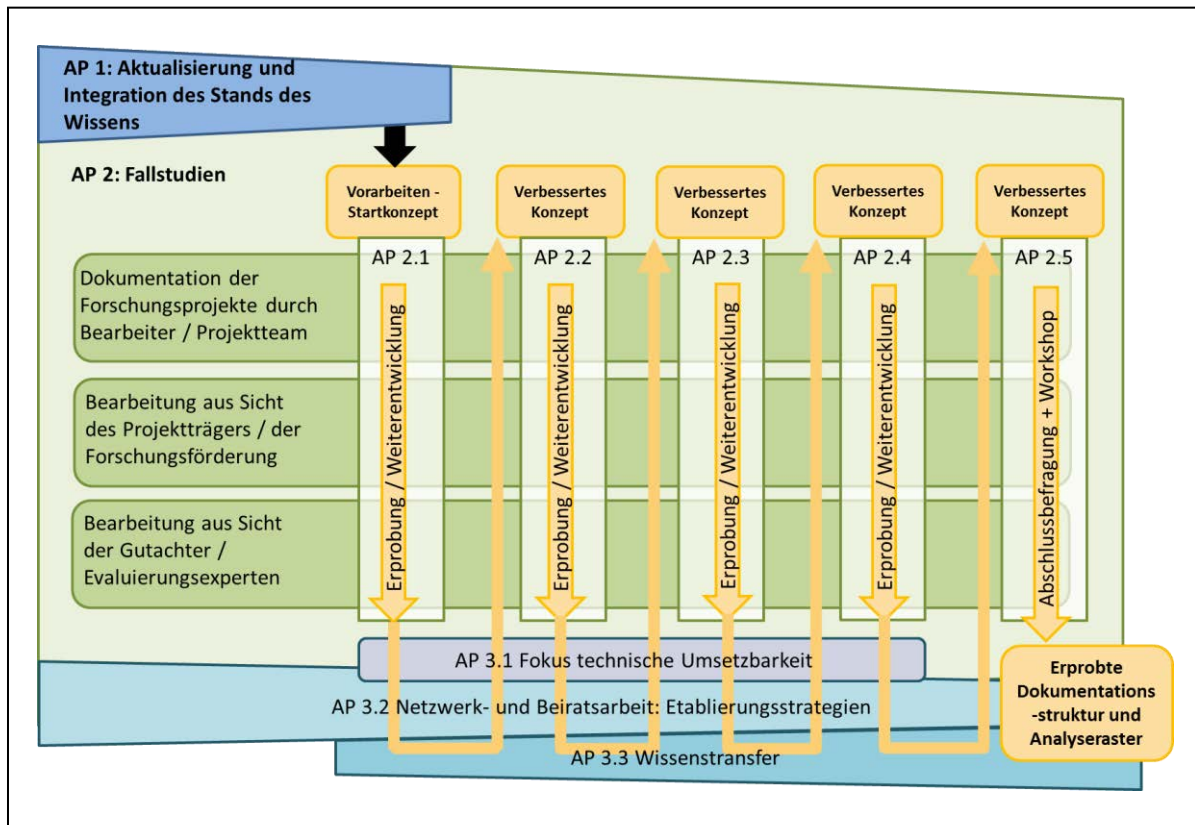 AP 1: Aktualisierung und
Integration des Stands des
Wissens
AP 2: Fallstudien
Vorarbeiten -
Startkonzept
Verbessertes
Konzept
Verbessertes
Konzept
Verbessertes
Konzept
Verbessertes
Konzept
AP 2.1
AP 2.2
AP 2.3
AP 2.4
AP 2.5
Dokumentation der
Forschungsprojekte durch
Bearbeiter / Projektteam
Bearbeitung aus Sicht
des Projektträgers / der
Forschungsförderung
Bearbeitung aus Sicht
der Gutachter /
Evaluierungsexperten
Erprobung / Weiterentwicklung
Erprobung / Weiterentwicklung
Erprobung / Weiterentwicklung
Erprobung / Weiterentwicklung
Abschlussbefragung + Workshop
AP 3.1 Fokus technische Umsetzbarkeit
AP 3.2 Netzwerk- und Beiratsarbeit: Etablierungsstrategien
AP 3.3 Wissenstransfer
Erprobte
Dokumentations
-struktur und
Analyseraster